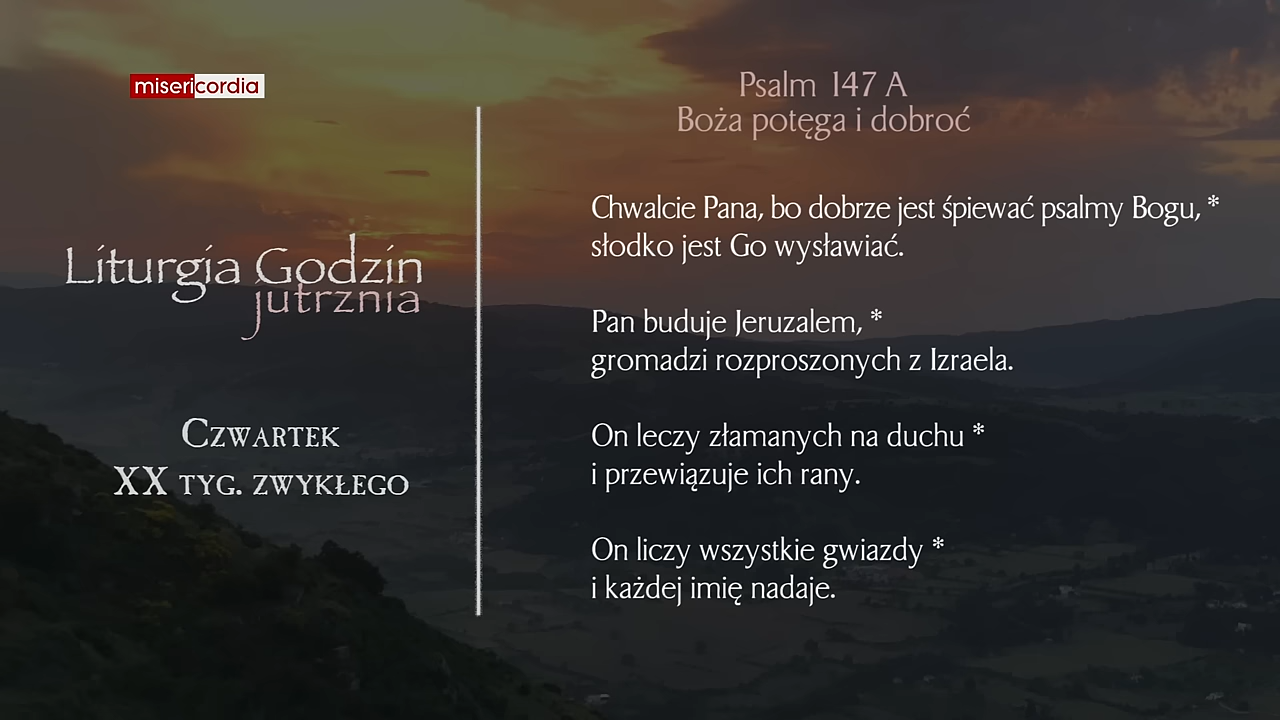 misericordia
Liturgia Godzin
jutrznia
Czwartek
XX tyg. zwykłego
Psalm 147 A
Boża potęga i dobroć
Chwalcie Pana, bo dobrze jest śpiewać psalmy Bogu, *
słodko jest Go wysławiać.
Pan buduje Jeruzalem, *
gromadzi rozproszonych z Izraela.
On leczy złamanych na duchu *
i przewiązuje ich rany.
On liczy wszystkie gwiazdy *
i każdej imię nadaje.